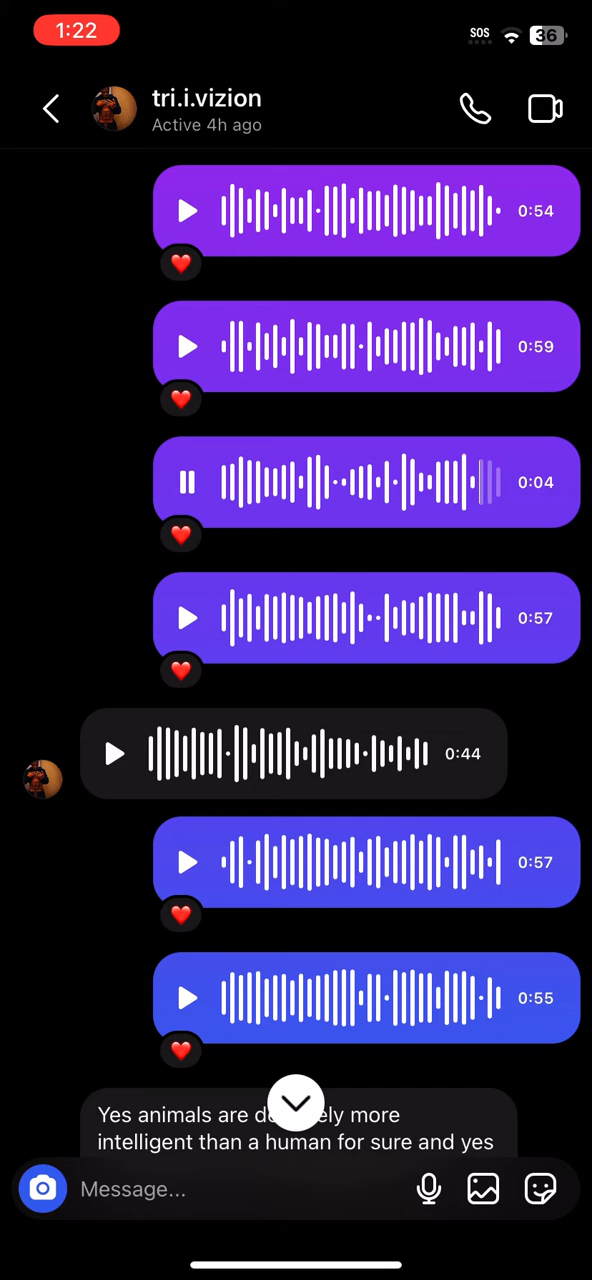 1:22
SOS
36
tri.i.vizion
Active 4h ago
0:54
0:59
0:04
0:57
0:44
0:57
0:55
Yes animals are ely more
intelligent than a human for sure and yes
Message...